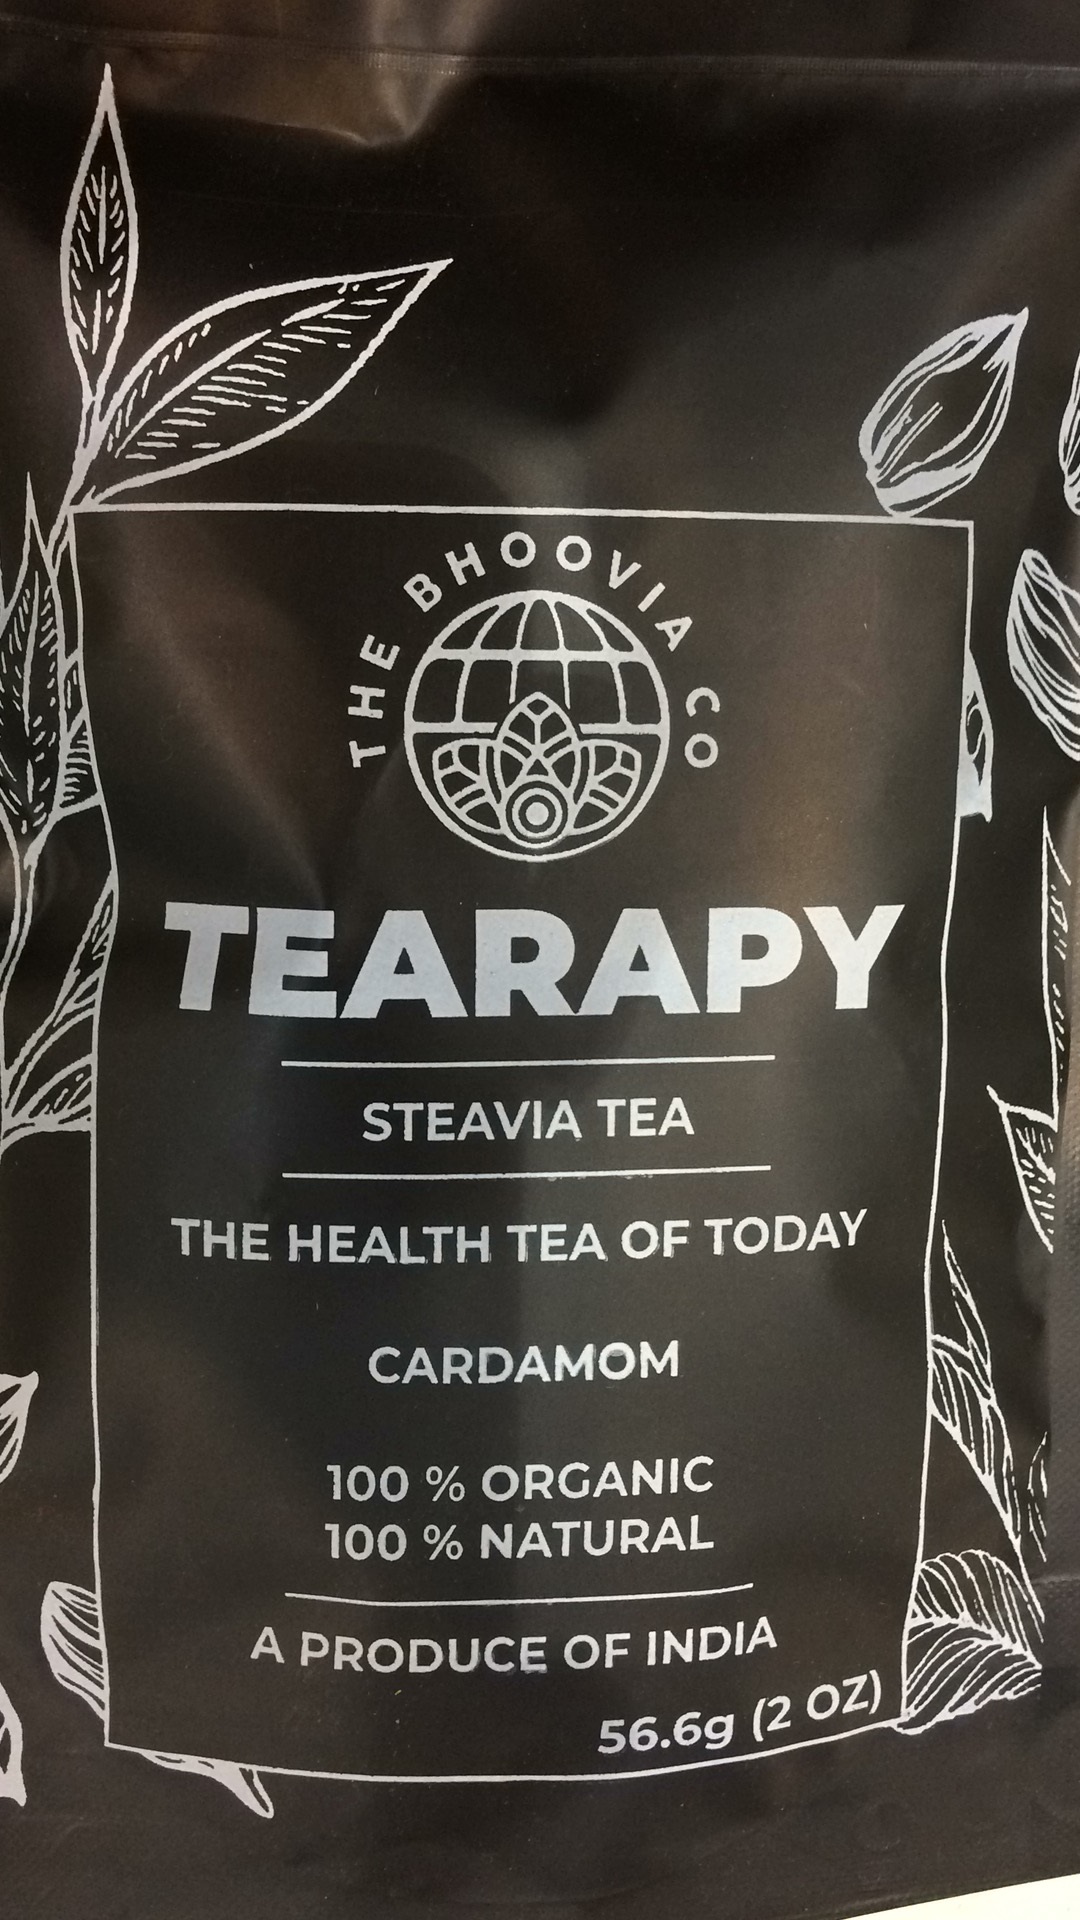 THE BHOOVIA CO
TEARAPY
STEAVIA TEA
THE HEALTH TEA OF TODAY
CARDAMOM
100 % ORGANIC
100 % NATURAL
A PRODUCE OF INDIA
56.6g (2 OZ)